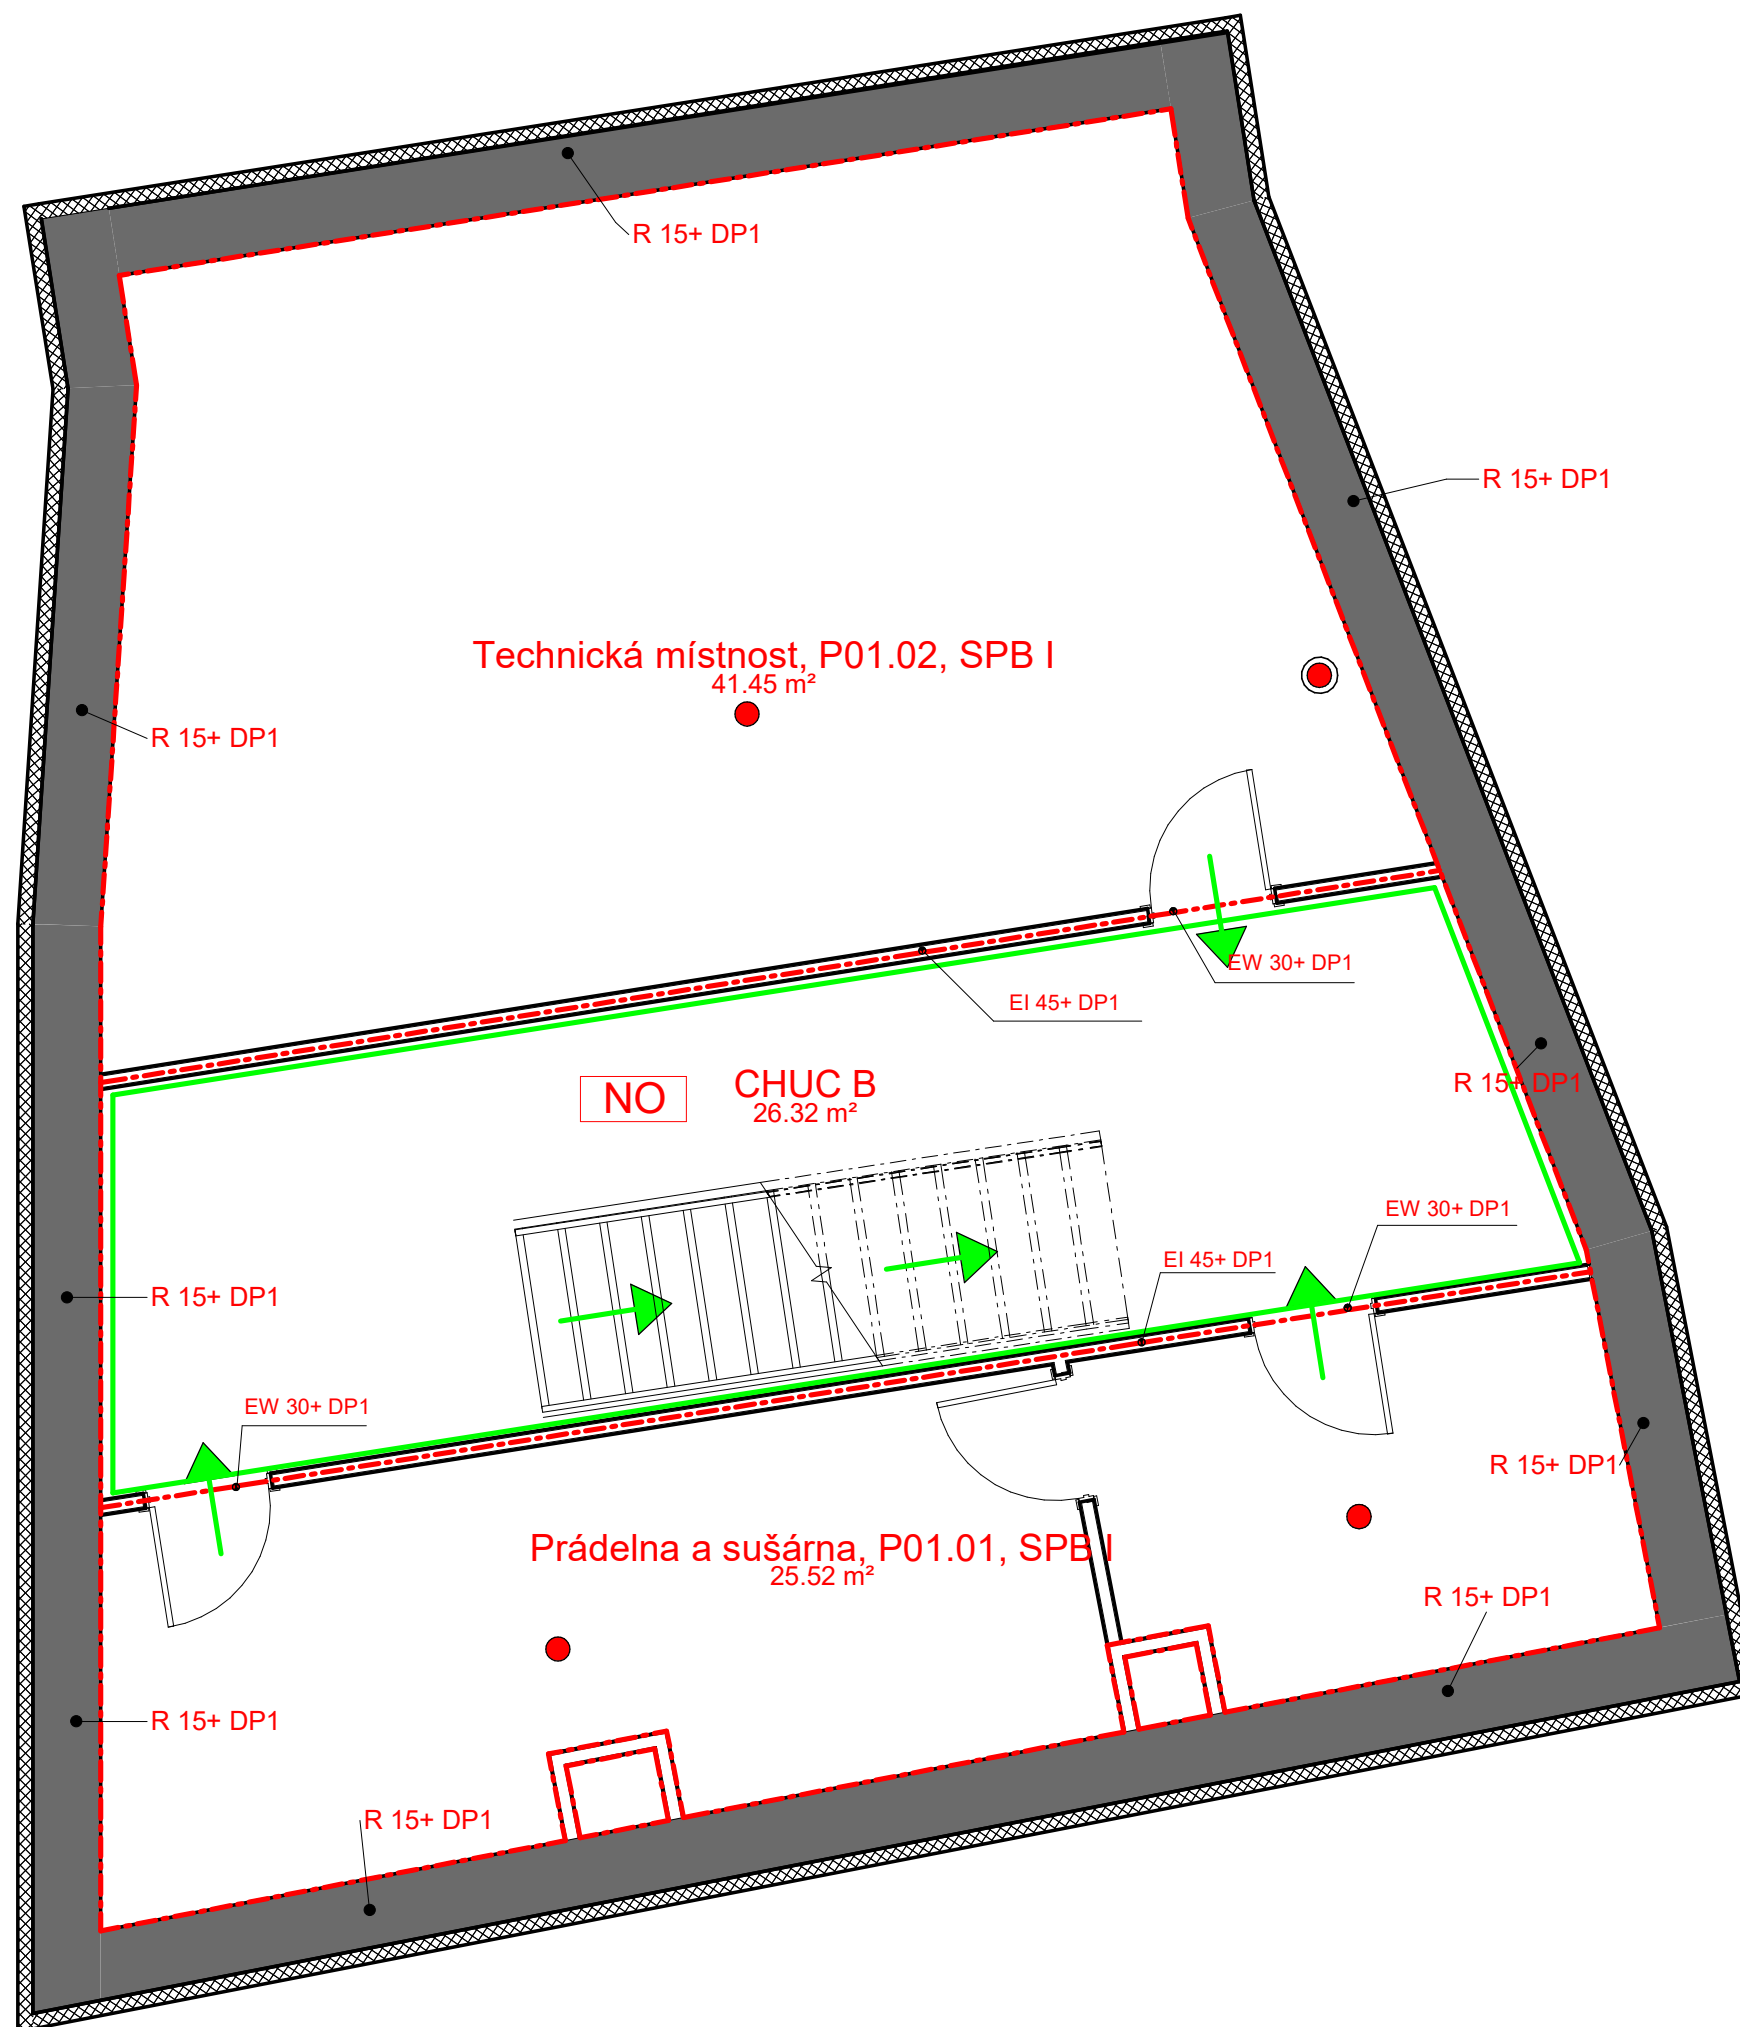 R 15+ DP1
R 15+ DP1
Technická místnost, P01.02, SPB I
41.45 m²
R 15+ DP1
EW 30+ DP1
EI 45+ DP1
NO
CHUC B
26.32 m²
R 15+ DP1
EW 30+ DP1
EI 45+ DP1
R 15+ DP1
EW 30+ DP1
R 15+ DP1
Prádelna a sušárna, P01.01, SPB I
25.52 m²
R 15+ DP1
R 15+ DP1
R 15+ DP1